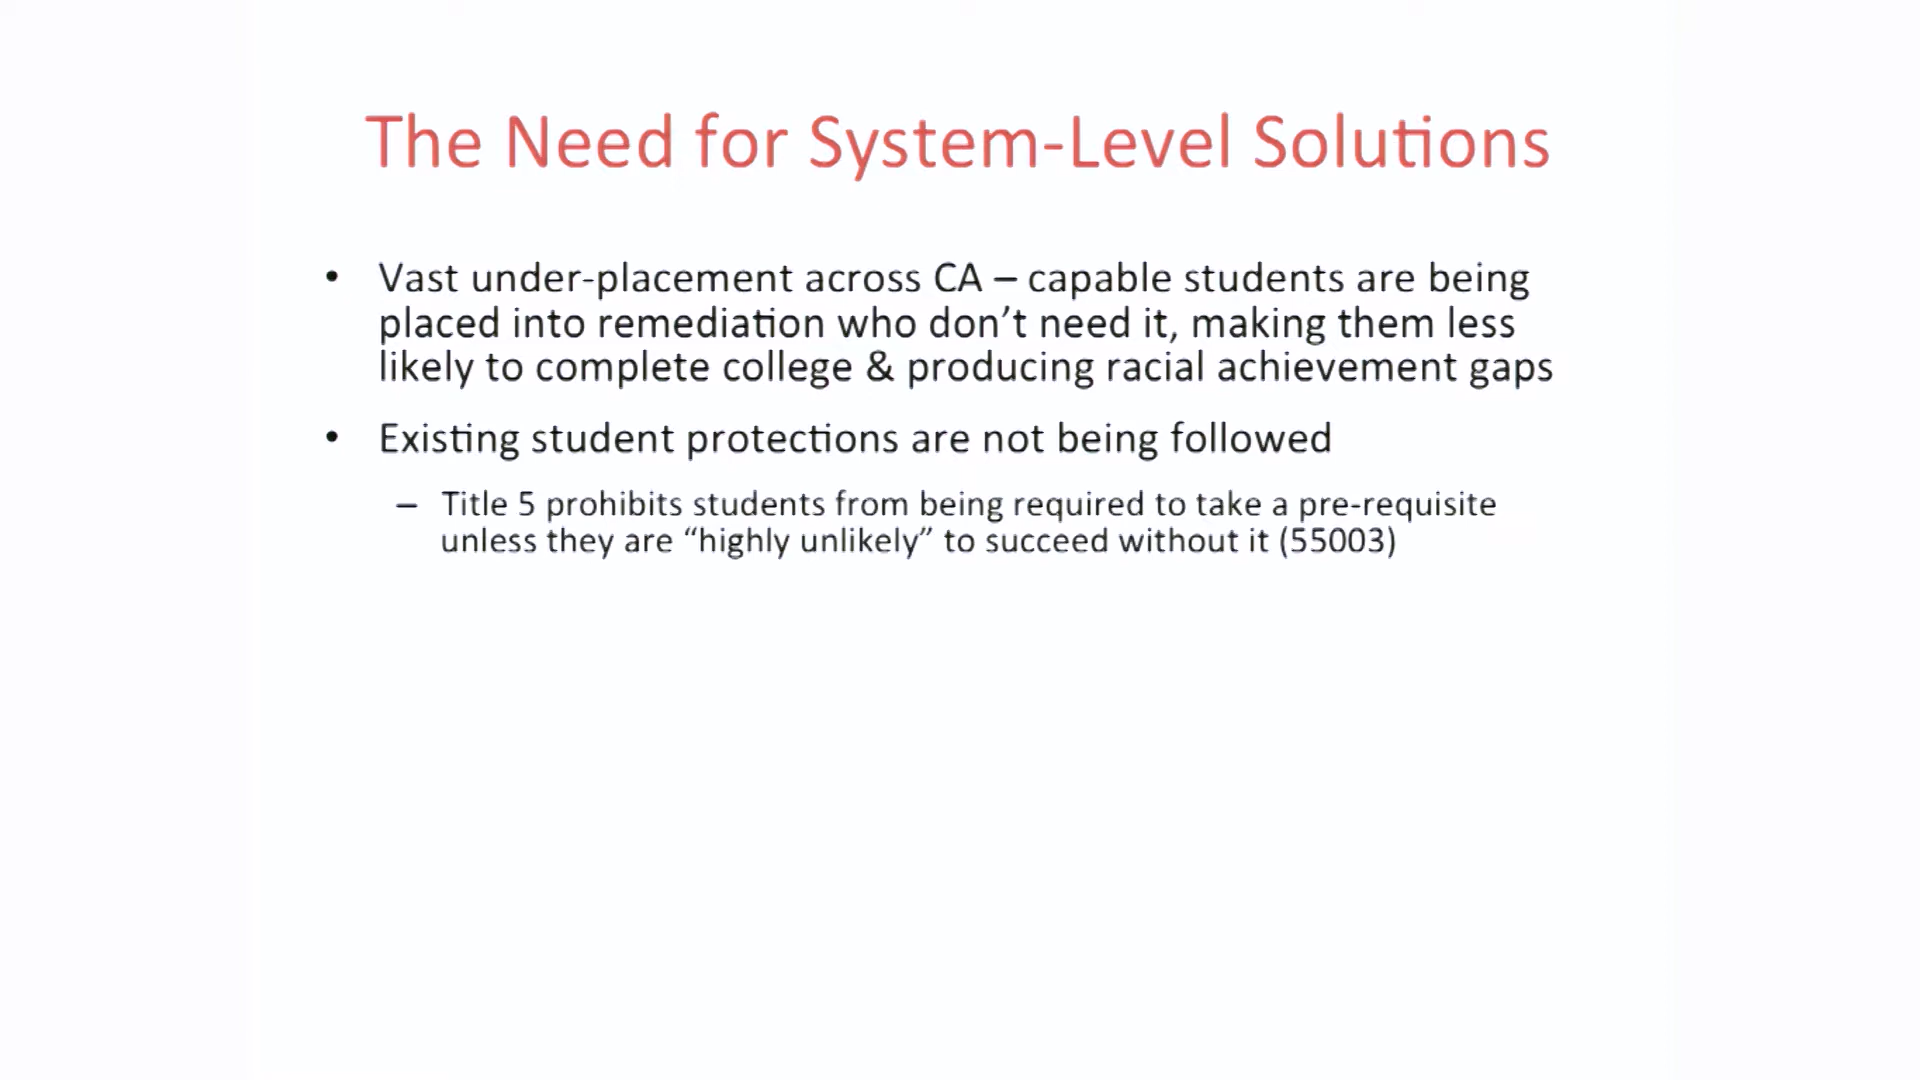 The Need for System-Level Solutions
• Vast under-placement across CA – capable students are being
placed into remediation who don’t need it, making them less
likely to complete college & producing racial achievement gaps
• Existing student protections are not being followed
– Title 5 prohibits students from being required to take a pre-requisite
unless they are “highly unlikely” to succeed without it (55003)